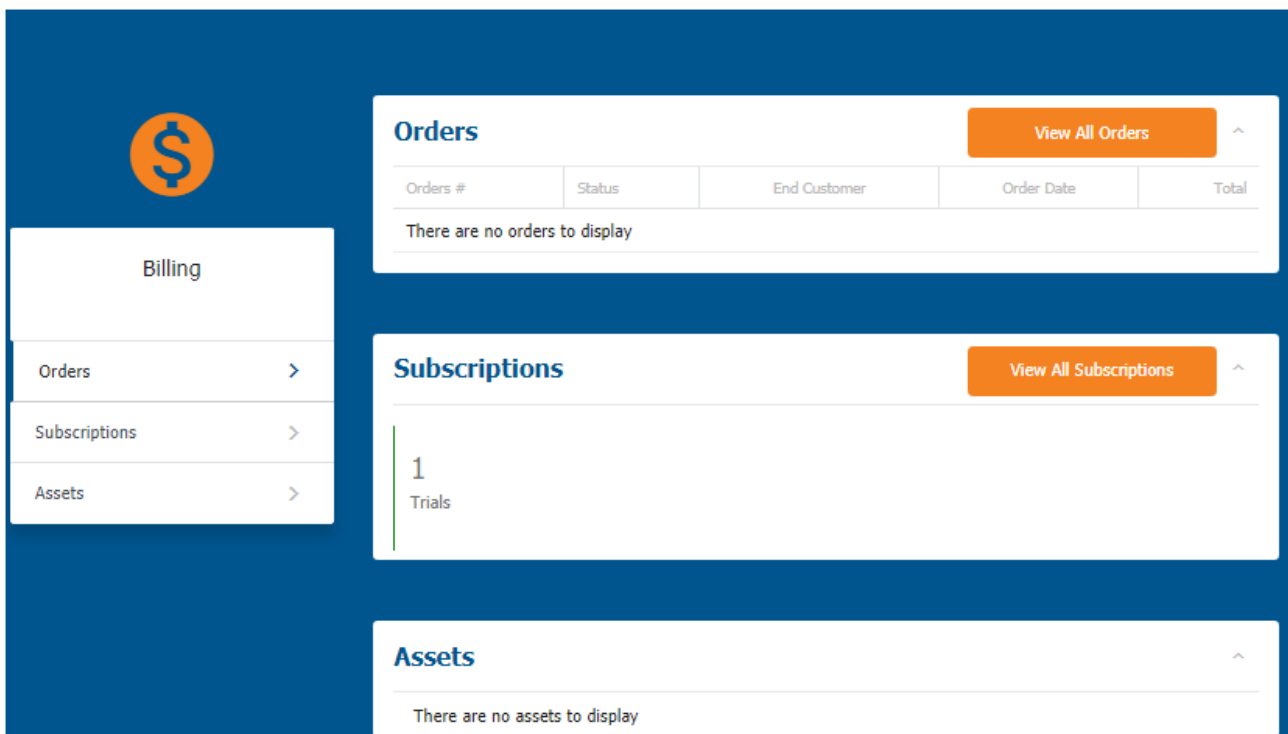 $
Billing
Orders
Subscriptions
Assets
Orders
View All Orders
Orders # Status End Customer Order Date Total
There are no orders to display
Subscriptions
View All Subscriptions
1
Trials
Assets
There are no assets to display